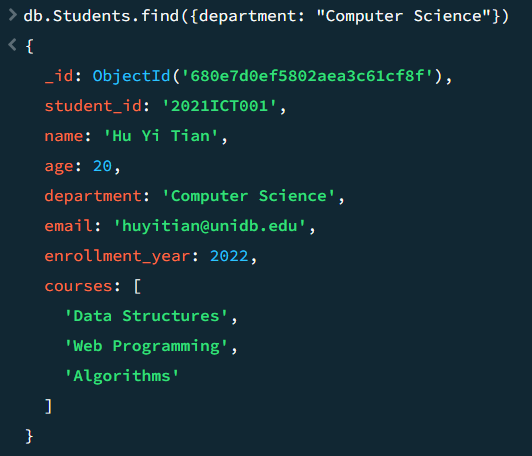 db.Students.find({department: "Computer Science"})
{
_id: ObjectId('680e7d0ef5802aea3c61cf8f'),
student_id: '2021ICT001',
name: 'Hu Yi Tian',
age: 20,
department: 'Computer Science',
email: 'huyitian@unidb.edu',
enrollment_year: 2022,
courses: [
'Data Structures',
'Web Programming',
'Algorithms'
]
}